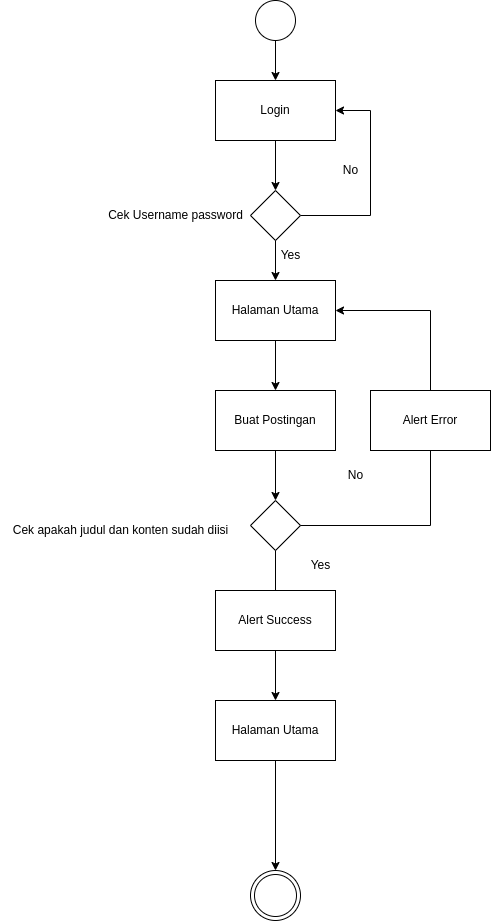 Login
No
Cek Username password
Yes
Halaman Utama
Buat Postingan
Alert Error
No
Cek apakah judul dan konten sudah diisi
Yes
Alert Success
Halaman Utama